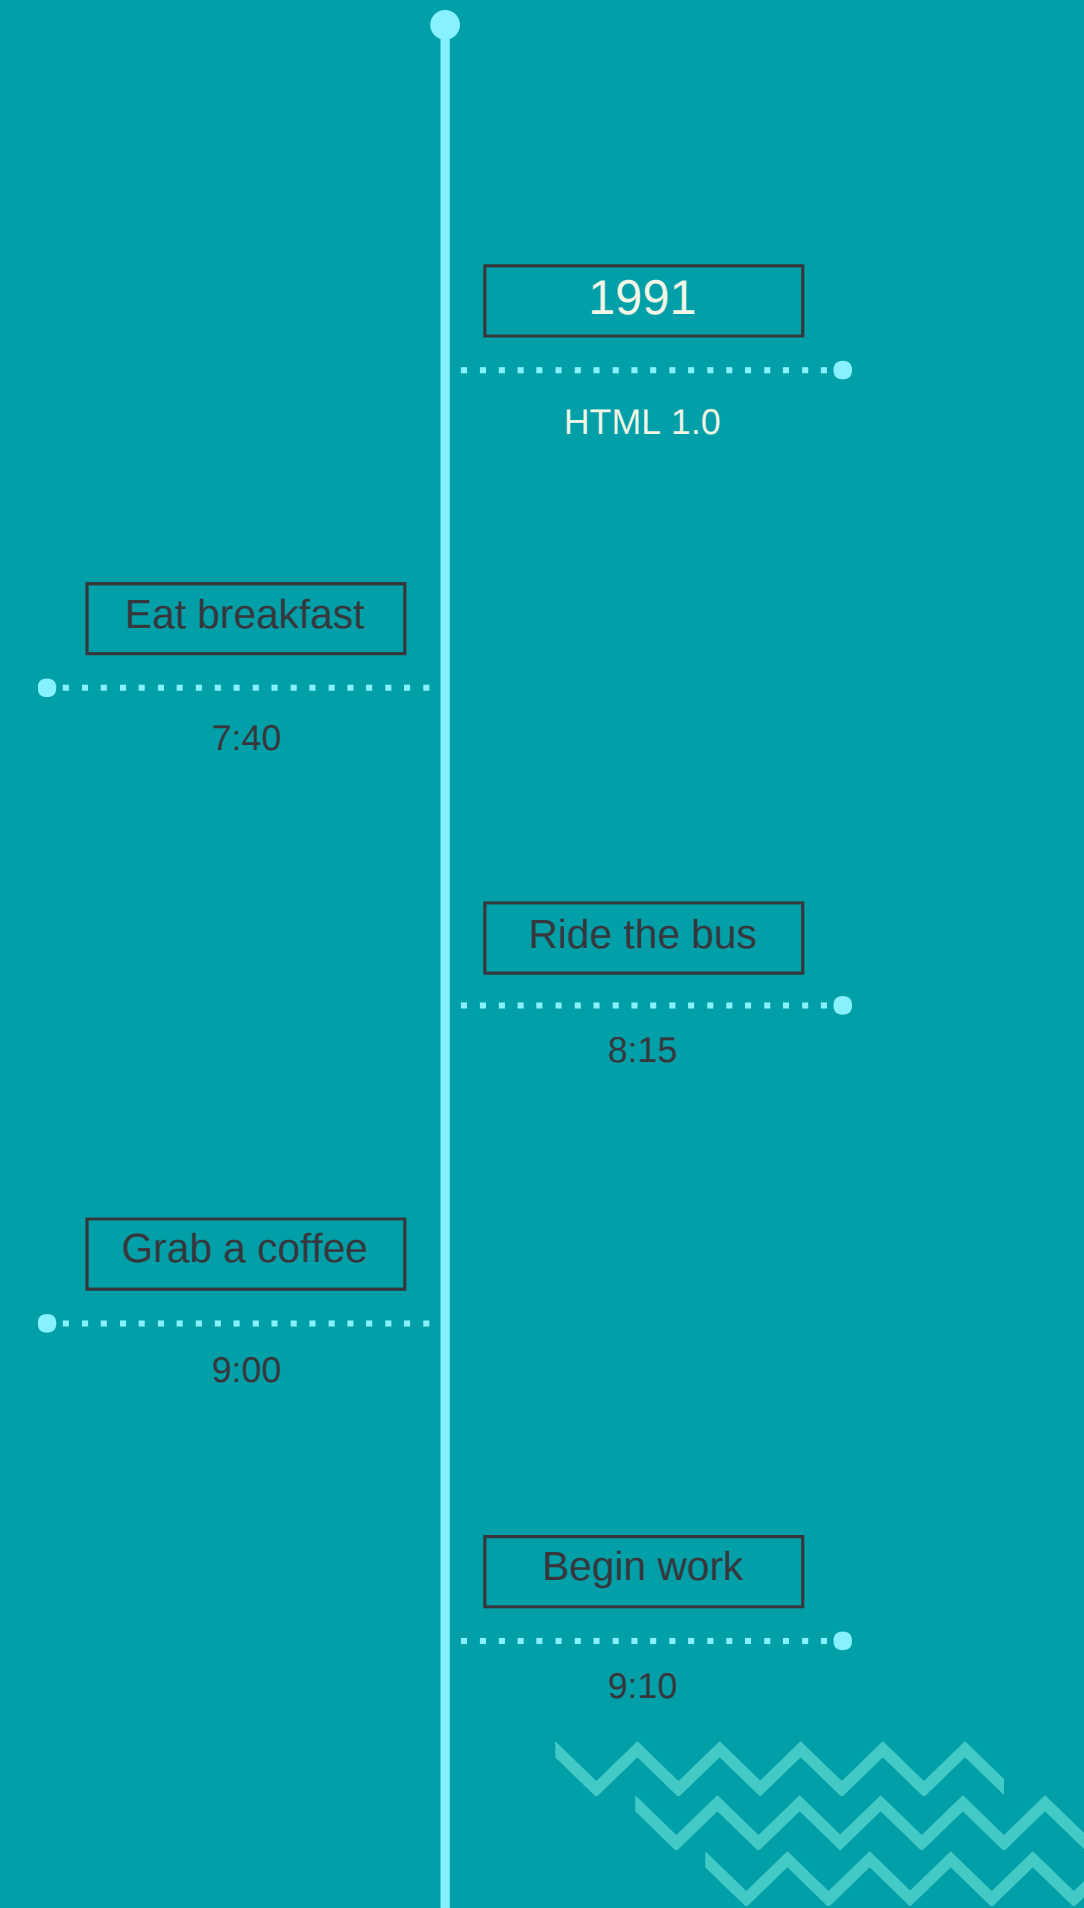 1991
HTML 1.0
Eat breakfast
7:40
Ride the bus
8:15
Grab a coffee
9:00
Begin work
9:10